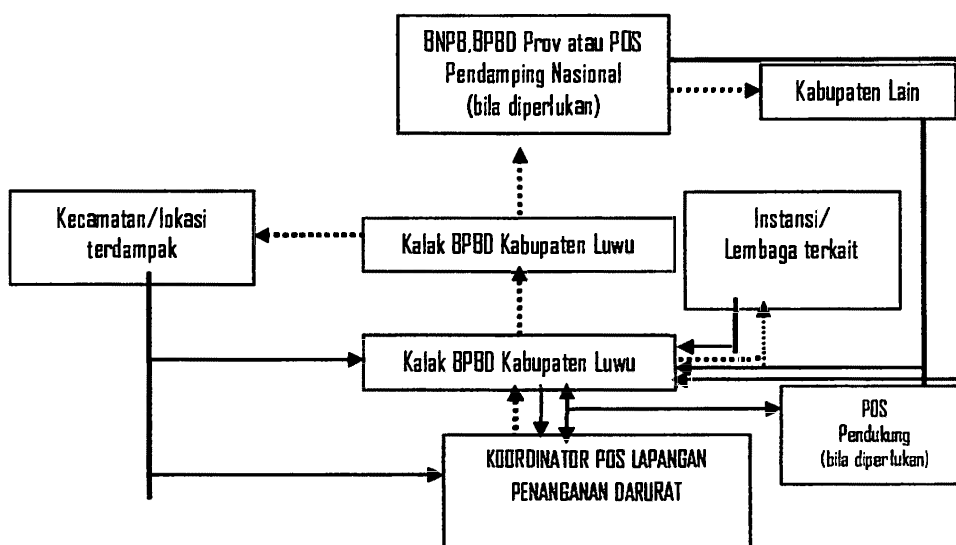 BNPB,BPBD Prov atau POS
Pendamping Nasional
(bila diperlukan)
Kabupaten Lain
Kecamatan/lokasi
terdampak
Kalak BPBD Kabupaten Luwu
Instansi/
Lembaga terkait
Kalak BPBD Kabupaten Luwu
POS
Pendukung
(bila diperlukan)
KOORDINATOR POS LAPANGAN
PENANGANAN DARURAT